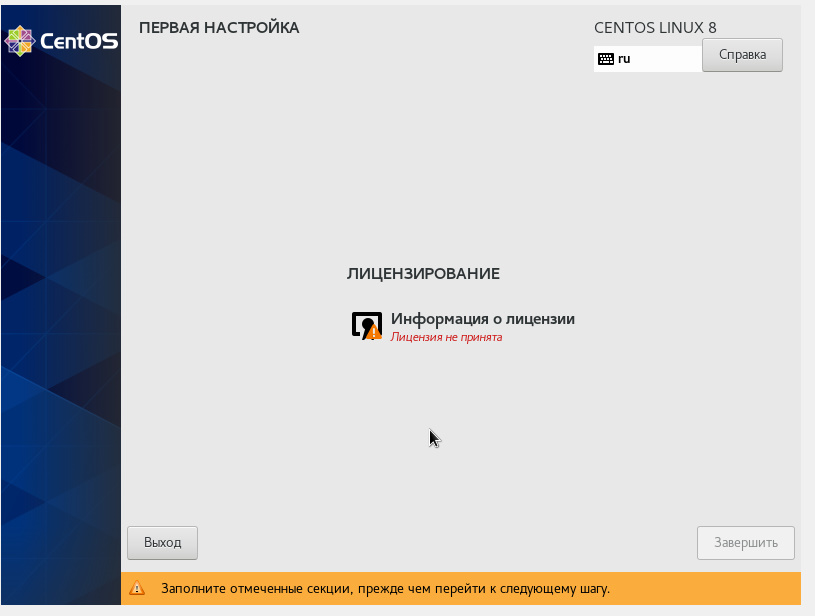 CentOS
ПЕРВАЯ НАСТРОЙКА
CENTOS LINUX 8
ru
Справка
ЛИЦЕНЗИРОВАНИЕ
Информация о лицензии
Лицензия не принята
Выход
Завершить
Заполните отмеченные секции, прежде чем перейти к следующему шагу.